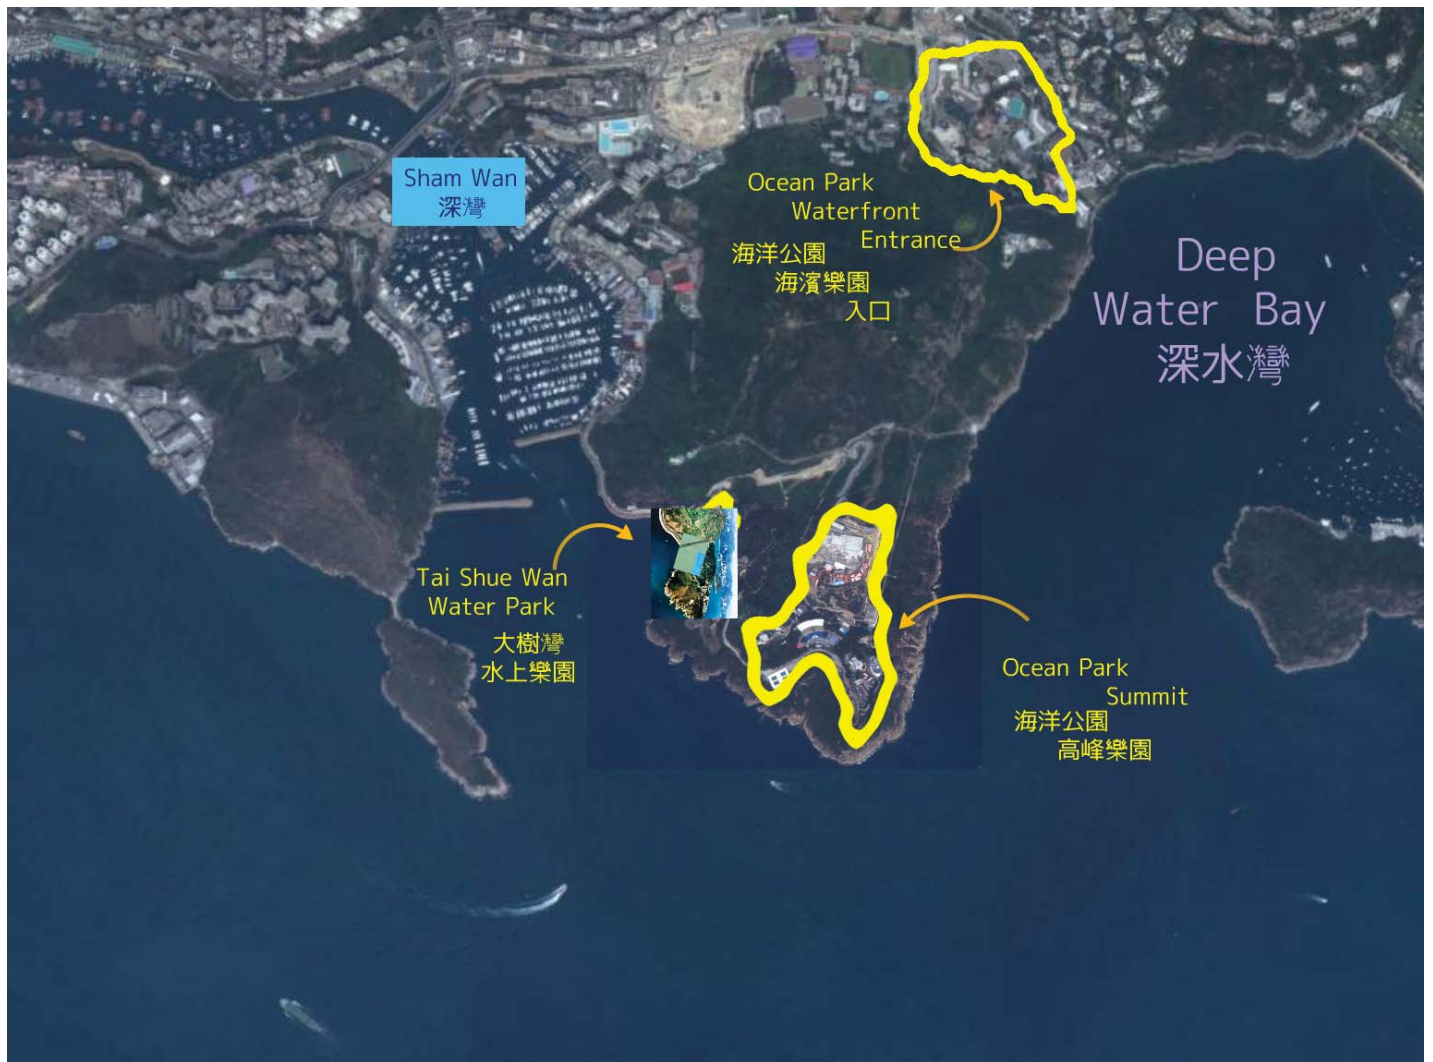 Sham Wan
深灣
Ocean Park
Waterfront
Entrance
海洋公園
海濱樂園
入口
Deep
Water Bay
深水灣
Tai Shue Wan
Water Park
大樹灣
水上樂園
Ocean Park
Summit
海洋公園
高峰樂園